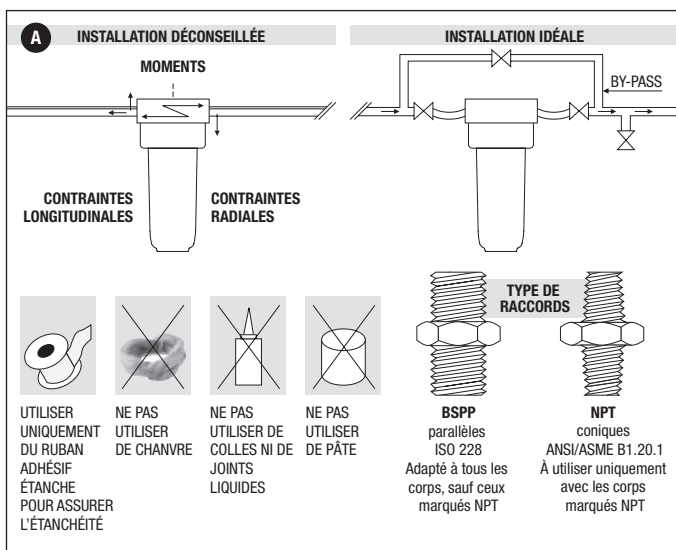 A
INSTALLATION DÉCONSEILLÉE
INSTALLATION IDÉALE
MOMENTS
BY-PASS
CONTRAINTES
LONGITUDINALES
CONTRAINTES
RADIALES
TYPE DE
RACCORDS
UTILISER
UNIQUEMENT
DU RUBAN
ADHÉSIF
ÉTANCHE
POUR ASSURER
L'ÉTANCHÉITÉ
NE PAS
UTILISER
DE CHANVRE
NE PAS
UTILISER DE
COLLES NI DE
JOINTS
LIQUIDES
NE PAS
UTILISER
DE PÂTE
BSPP
parallèles
ISO 228
Adapté à tous les
corps, sauf ceux
marqués NPT
NPT
coniques
ANSI/ASME B1.20.1
À utiliser uniquement
avec les corps
marqués NPT